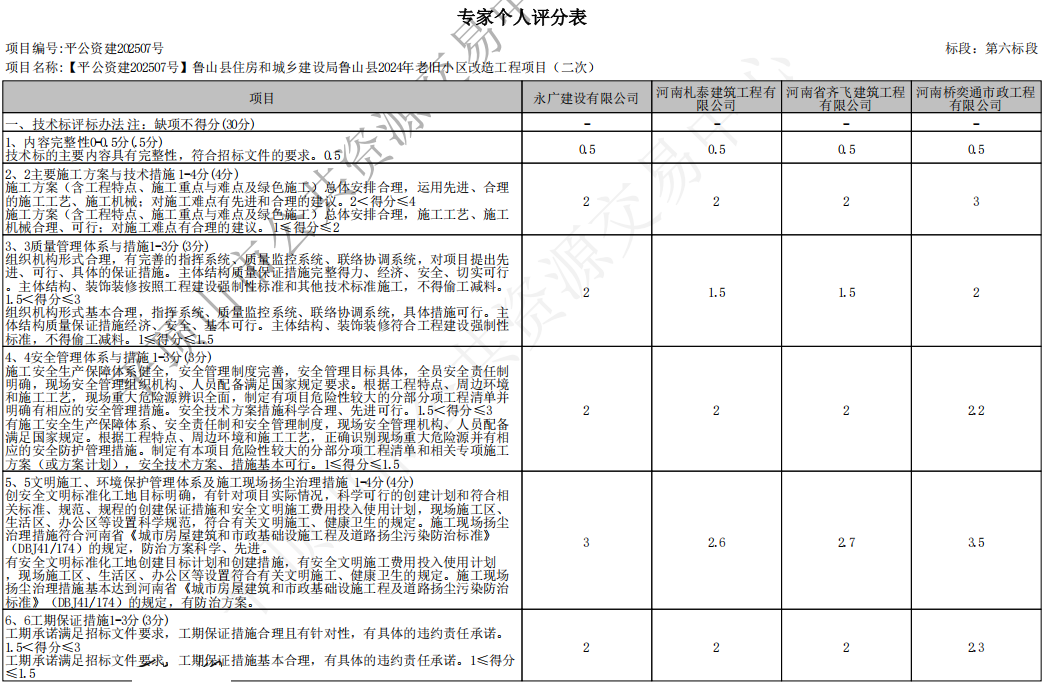 专家个人评分表
项目编号:平公资建202507号
标段：第六标段
项目名称:【平公资建202507号】鲁山县住房和城乡建设局鲁山县2024年老旧小区改造工程项目（二次）
项目
永广建设有限公司
河南札泰建筑工程有限公司
河南省齐飞建筑工程有限公司
河南桥奕通市政工程有限公司
一、技术标评标办法 注：缺项不得分(30分)
-
-
-
-
1、内容完整性0-0.5分(.5分)
技术标的主要内容具有完整性，符合招标文件的要求。0.5
0.5
0.5
0.5
0.5
2、2主要施工方案与技术措施 1-4分(4分)
施工方案（含工程特点、施工重点与难点及绿色施工）总体安排合理，运用先进、合理
的施工工艺、施工机械；对施工难点有先进和合理的建议。2＜得分≤4
施工方案（含工程特点、施工重点与难点及绿色施工）总体安排合理，施工工艺、施工
机械合理、可行；对施工难点有合理的建议。1≤得分≤2
2
2
2
3
3、3质量管理体系与措施1-3分(3分)
组织机构形式合理，有完善的指挥系统、质量监控系统、联络协调系统，对项目提出先
进、可行、具体的保证措施。主体结构质量保证措施完整得力、经济、安全、切实可行
。主体结构、装饰装修按照工程建设强制性标准和其他技术标准施工，不得偷工减料。
1.5＜得分≤3
组织机构形式基本合理，指挥系统、质量监控系统、联络协调系统，具体措施可行。主
体结构质量保证措施经济、安全、基本可行。主体结构、装饰装修符合工程建设强制性
标准，不得偷工减料。1≤得分≤1.5
2
1.5
1.5
2
4、4安全管理体系与措施 1-3分(3分)
施工安全生产保障体系健全，安全管理制度完善，安全管理目标具体，全员安全责任制
明确，现场安全管理组织机构、人员配备满足国家规定要求。根据工程特点、周边环境
和施工工艺，现场重大危险源辨识全面，制定有项目危险性较大的分部分项工程清单并
明确有相应的安全管理措施。安全技术方案措施科学合理、先进可行。1.5＜得分≤3
有施工安全生产保障体系、安全责任制和安全管理制度，现场安全管理机构、人员配备
满足国家规定。根据工程特点、周边环境和施工工艺，正确识别现场重大危险源并有相
应的安全防护管理措施。制定有本项目危险性较大的分部分项工程清单和相关专项施工
方案（或方案计划），安全技术方案、措施基本可行。1≤得分≤1.5
2
2
2
2.2
5、5文明施工、环境保护管理体系及施工现场扬尘治理措施 1-4分(4分)
创安全文明标准化工地目标明确，有针对项目实际情况，科学可行的创建计划和符合相
关标准、规范、规程的创建保证措施和安全文明施工费用投入使用计划，现场施工区、
生活区、办公区等设置科学规范，符合有关文明施工、健康卫生的规定。施工现场扬尘
治理措施符合河南省《城市房屋建筑和市政基础设施工程及道路扬尘污染防治标准》
（DBJ41/174）的规定，防治方案科学、先进。
有安全文明标准化工地创建目标计划和创建措施，有安全文明施工费用投入使用计划
，现场施工区、生活区、办公区等设置符合有关文明施工、健康卫生的规定。施工现场
扬尘治理措施基本达到河南省《城市房屋建筑和市政基础设施工程及道路扬尘污染防治
标准》（DBJ41/174）的规定，有防治方案。
3
2.6
2.7
3.5
6、6工期保证措施1-3分(3分)
工期承诺满足招标文件要求，工期保证措施合理且有针对性，有具体的违约责任承诺。
1.5＜得分≤3
工期承诺满足招标文件要求，工期保证措施基本合理，有具体的违约责任承诺。1≤得分
≤1.5
2
2
2
2.3